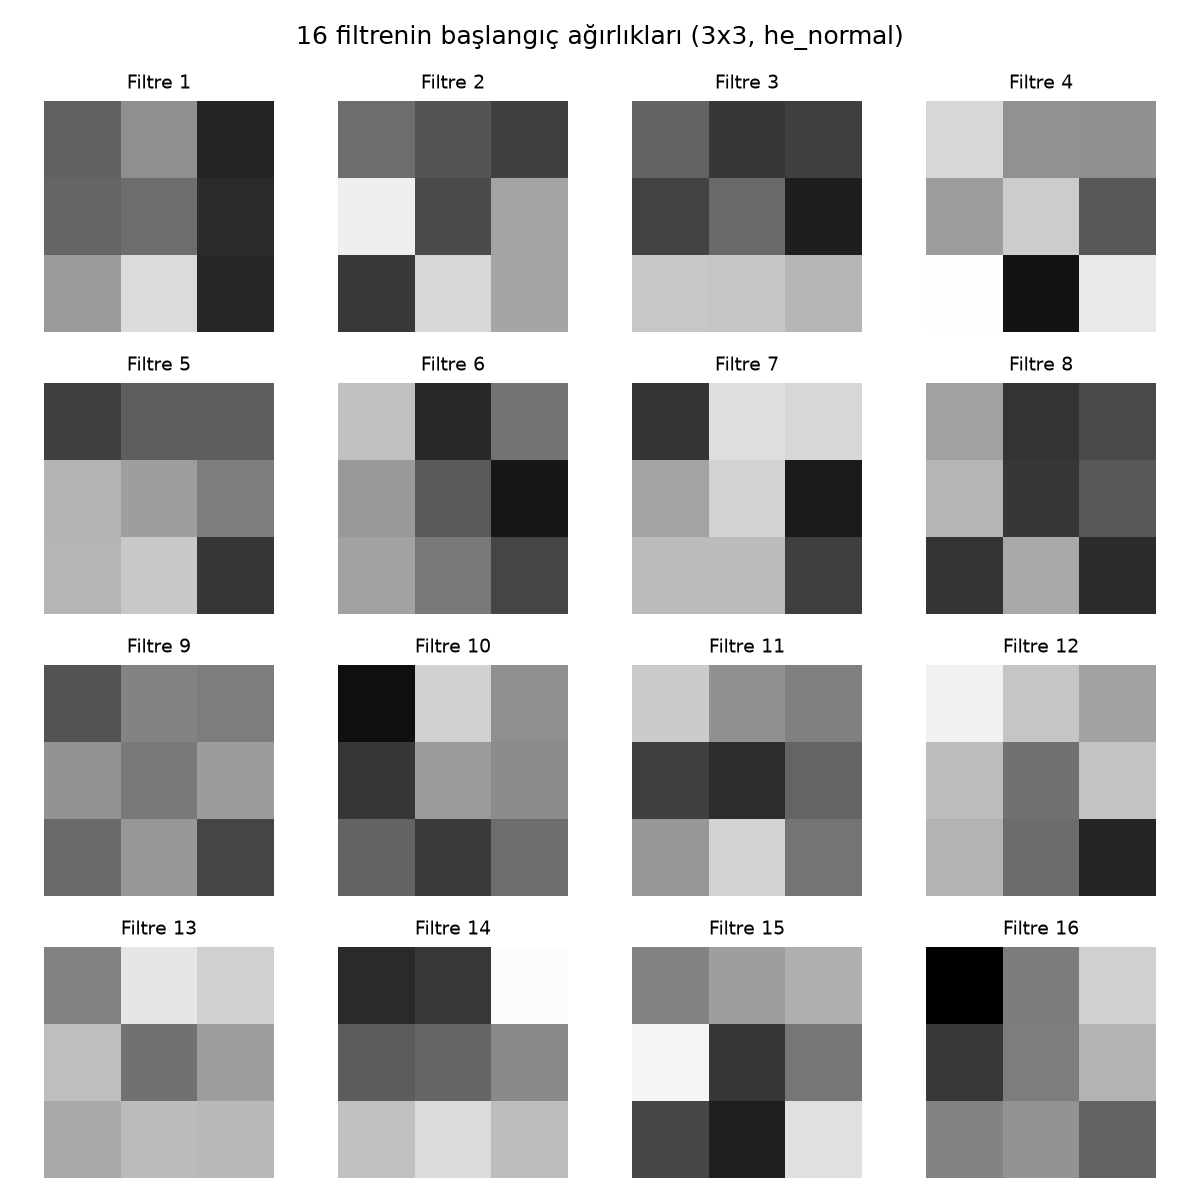 16 filtrenin başlangıç ağırlıkları (3x3, he_normal)
Filtre 1
Filtre 2
Filtre 3
Filtre 4
Filtre 5
Filtre 6
Filtre 7
Filtre 8
Filtre 9
Filtre 10
Filtre 11
Filtre 12
Filtre 13
Filtre 14
Filtre 15
Filtre 16